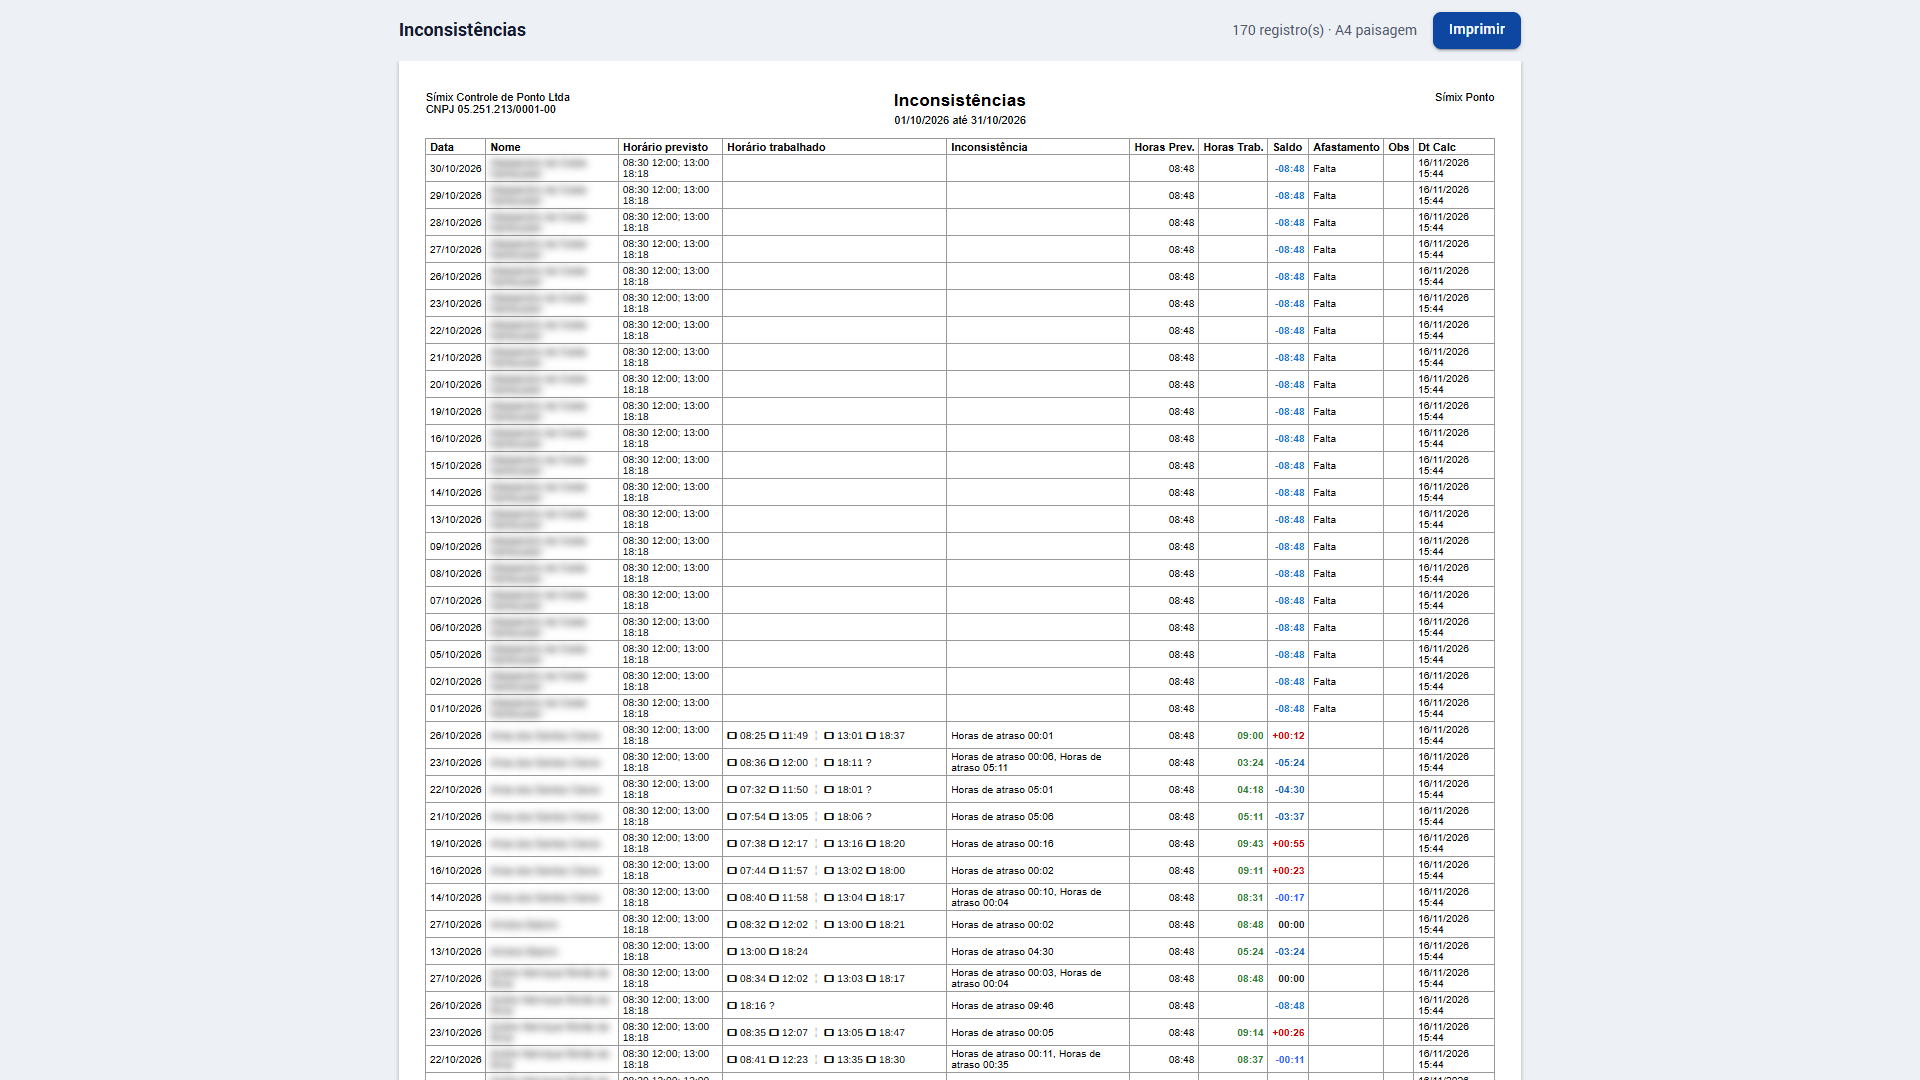 Inconsistências
170 registro(s) · A4 paisagem
Imprimir
Símix Controle de Ponto Ltda
CNPJ 05.251.213/0001-00
Inconsistências
01/10/2026 até 31/10/2026
Símix Ponto
Data Nome Horário previsto Horário trabalhado Inconsistência Horas Prev. Horas Trab. Saldo Afastamento Obs Dt Calc
30/10/2026 08:30 12:00; 13:00 18:18 08:48 -08:48 Falta 16/11/2026 15:44
29/10/2026 08:30 12:00; 13:00 18:18 08:48 -08:48 Falta 16/11/2026 15:44
28/10/2026 08:30 12:00; 13:00 18:18 08:48 -08:48 Falta 16/11/2026 15:44
27/10/2026 08:30 12:00; 13:00 18:18 08:48 -08:48 Falta 16/11/2026 15:44
26/10/2026 08:30 12:00; 13:00 18:18 08:48 -08:48 Falta 16/11/2026 15:44
23/10/2026 08:30 12:00; 13:00 18:18 08:48 -08:48 Falta 16/11/2026 15:44
22/10/2026 08:30 12:00; 13:00 18:18 08:48 -08:48 Falta 16/11/2026 15:44
21/10/2026 08:30 12:00; 13:00 18:18 08:48 -08:48 Falta 16/11/2026 15:44
20/10/2026 08:30 12:00; 13:00 18:18 08:48 -08:48 Falta 16/11/2026 15:44
19/10/2026 08:30 12:00; 13:00 18:18 08:48 -08:48 Falta 16/11/2026 15:44
16/10/2026 08:30 12:00; 13:00 18:18 08:48 -08:48 Falta 16/11/2026 15:44
15/10/2026 08:30 12:00; 13:00 18:18 08:48 -08:48 Falta 16/11/2026 15:44
14/10/2026 08:30 12:00; 13:00 18:18 08:48 -08:48 Falta 16/11/2026 15:44
13/10/2026 08:30 12:00; 13:00 18:18 08:48 -08:48 Falta 16/11/2026 15:44
09/10/2026 08:30 12:00; 13:00 18:18 08:48 -08:48 Falta 16/11/2026 15:44
08/10/2026 08:30 12:00; 13:00 18:18 08:48 -08:48 Falta 16/11/2026 15:44
07/10/2026 08:30 12:00; 13:00 18:18 08:48 -08:48 Falta 16/11/2026 15:44
06/10/2026 08:30 12:00; 13:00 18:18 08:48 -08:48 Falta 16/11/2026 15:44
05/10/2026 08:30 12:00; 13:00 18:18 08:48 -08:48 Falta 16/11/2026 15:44
02/10/2026 08:30 12:00; 13:00 18:18 08:48 -08:48 Falta 16/11/2026 15:44
01/10/2026 08:30 12:00; 13:00 18:18 08:48 -08:48 Falta 16/11/2026 15:44
26/10/2026 08:30 12:00; 13:00 18:18 08:25 11:49 13:01 18:37 Horas de atraso 00:01 08:48 09:00 +00:12 16/11/2026 15:44
23/10/2026 08:30 12:00; 13:00 18:18 08:36 12:00 18:11 ? Horas de atraso 00:06, Horas de atraso 05:11 08:48 03:24 -05:24 16/11/2026 15:44
22/10/2026 08:30 12:00; 13:00 18:18 07:32 11:50 18:01 ? Horas de atraso 05:01 08:48 04:18 -04:30 16/11/2026 15:44
21/10/2026 08:30 12:00; 13:00 18:18 07:54 13:05 18:06 ? Horas de atraso 05:06 08:48 05:11 -03:37 16/11/2026 15:44
19/10/2026 08:30 12:00; 13:00 18:18 07:38 12:17 13:16 18:20 Horas de atraso 00:16 08:48 09:43 +00:55 16/11/2026 15:44
16/10/2026 08:30 12:00; 13:00 18:18 07:44 11:57 13:02 18:00 Horas de atraso 00:02 08:48 09:11 +00:23 16/11/2026 15:44
14/10/2026 08:30 12:00; 13:00 18:18 08:40 11:58 13:04 18:17 Horas de atraso 00:10, Horas de atraso 00:04 08:48 08:31 -00:17 16/11/2026 15:44
27/10/2026 08:30 12:00; 13:00 18:18 08:32 12:02 13:00 18:21 Horas de atraso 00:02 08:48 08:48 00:00 16/11/2026 15:44
13/10/2026 08:30 12:00; 13:00 18:18 13:00 18:24 Horas de atraso 04:30 08:48 05:24 -03:24 16/11/2026 15:44
27/10/2026 08:30 12:00; 13:00 18:18 08:34 12:02 13:03 18:17 Horas de atraso 00:03, Horas de atraso 00:04 08:48 08:48 00:00 16/11/2026 15:44
26/10/2026 08:30 12:00; 13:00 18:18 18:16 ? Horas de atraso 09:46 08:48 -08:48 16/11/2026 15:44
23/10/2026 08:30 12:00; 13:00 18:18 08:35 12:07 13:05 18:47 Horas de atraso 00:05 08:48 09:14 +00:26 16/11/2026 15:44
22/10/2026 08:30 12:00; 13:00 18:18 08:41 12:23 13:35 18:30 Horas de atraso 00:11, Horas de atraso 00:35 08:48 08:37 -00:11 16/11/2026 15:44